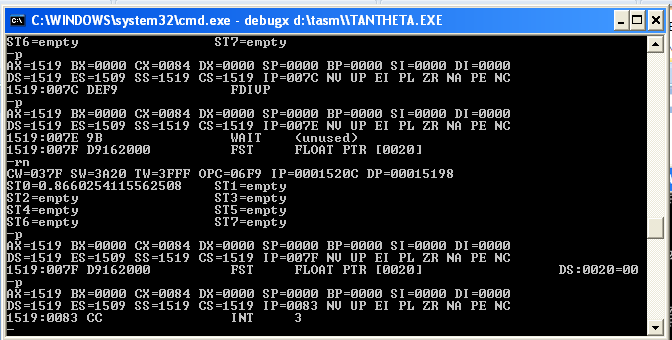 C:\WINDOWS\system32\cmd.exe - debugx d:\tasm\\TANTHETA.EXE
ST6=empty ST7=empty
-p
AX=1519 BX=0000 CX=0084 DX=0000 SP=0000 BP=0000 SI=0000 DI=0000
DS=1519 ES=1509 SS=1519 CS=1519 IP=007C NV UP EI PL ZR NA PE NC
1519:007C DEF9 FDIVP
-p
AX=1519 BX=0000 CX=0084 DX=0000 SP=0000 BP=0000 SI=0000 DI=0000
DS=1519 ES=1509 SS=1519 CS=1519 IP=007E NV UP EI PL ZR NA PE NC
1519:007E 9B WAIT (unused)
1519:007F D9162000 FST FLOAT PTR [0020]
-rn
CW=037F SW=3A20 TW=3FFF OPC=06F9 IP=0001520C DP=00015198
ST0=0.8660254115562508 ST1=empty
ST2=empty ST3=empty
ST4=empty ST5=empty
ST6=empty ST7=empty
-p
AX=1519 BX=0000 CX=0084 DX=0000 SP=0000 BP=0000 SI=0000 DI=0000
DS=1519 ES=1509 SS=1519 CS=1519 IP=007F NV UP EI PL ZR NA PE NC
1519:007F D9162000 FST FLOAT PTR [0020] DS:0020=00
-p
AX=1519 BX=0000 CX=0084 DX=0000 SP=0000 BP=0000 SI=0000 DI=0000
DS=1519 ES=1509 SS=1519 CS=1519 IP=0083 NV UP EI PL ZR NA PE NC
1519:0083 CC INT 3
-